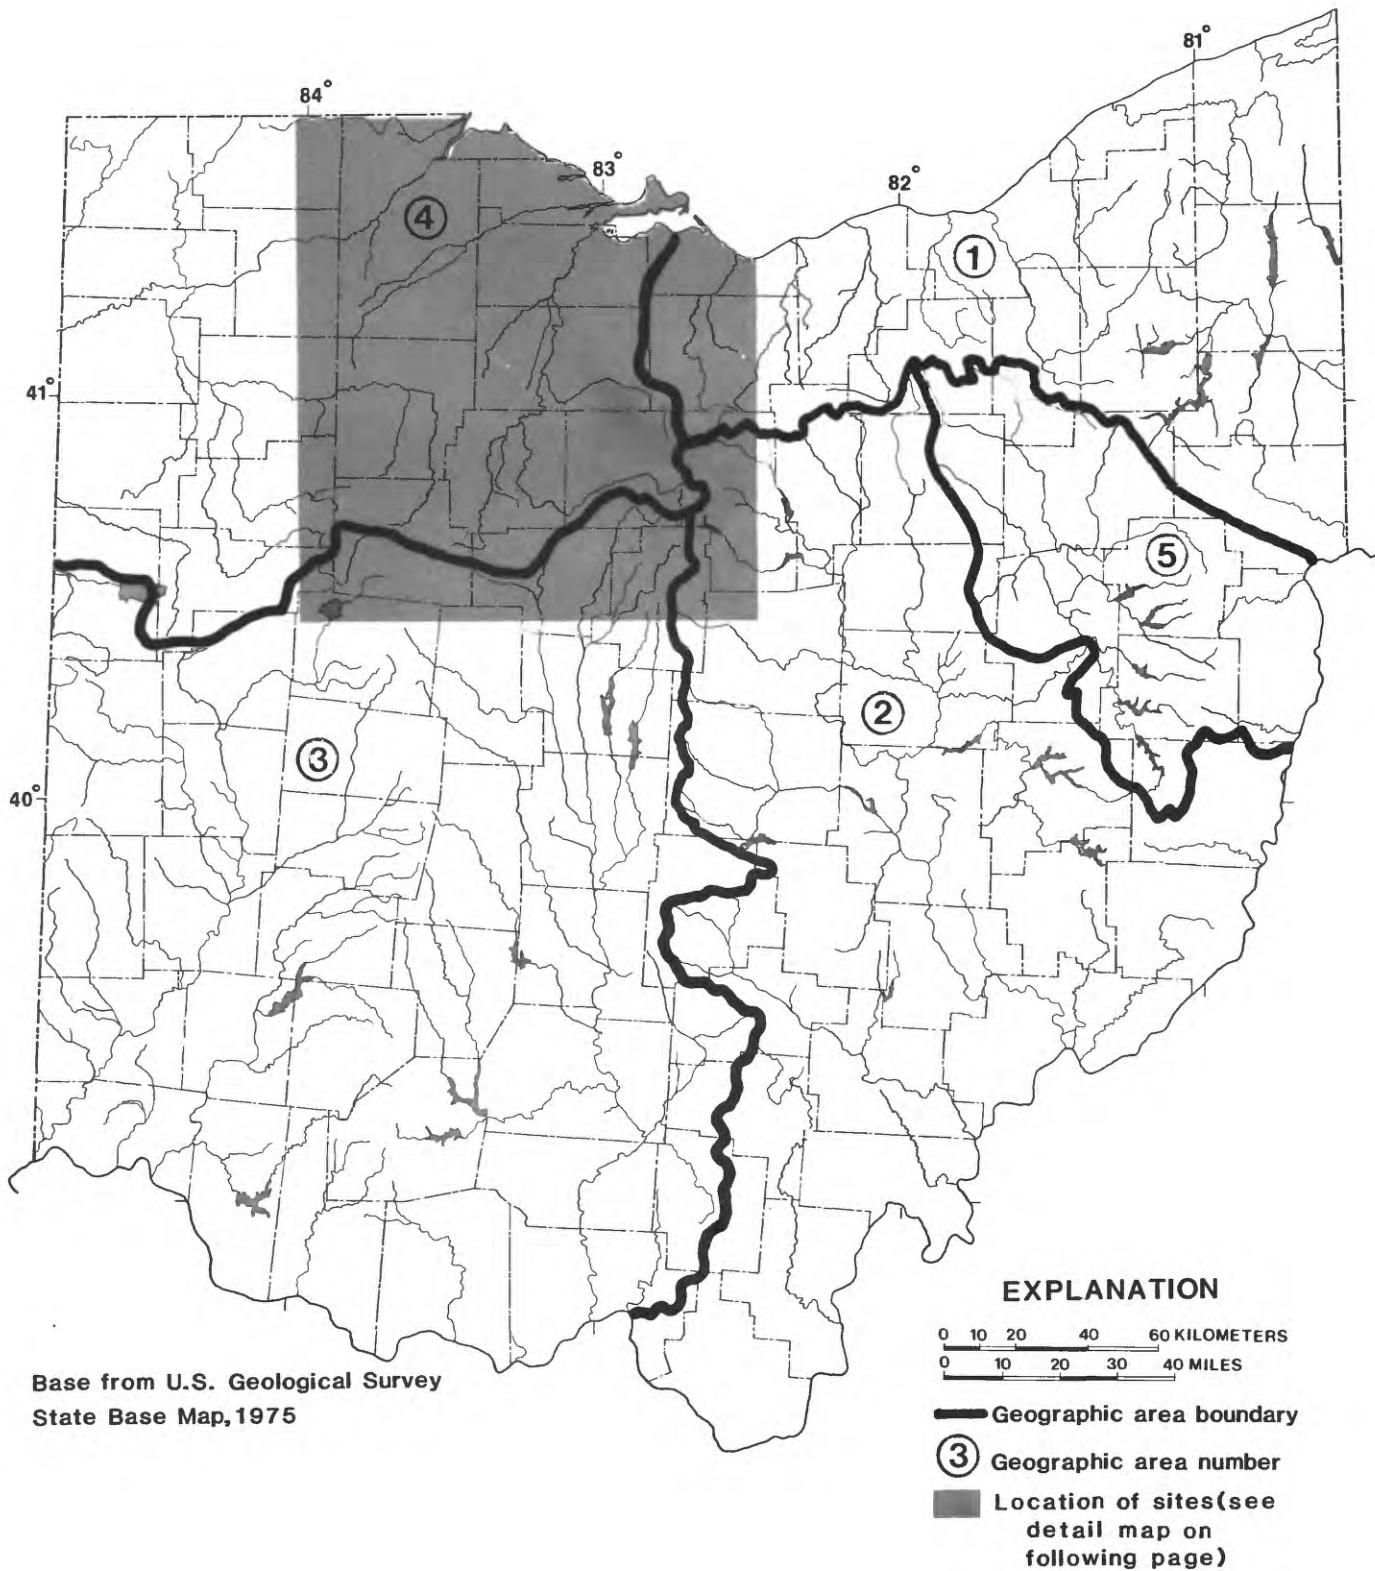 81°
84°
83°
82°
4
1
41°
5
2
3
40°
EXPLANATION
0 10 20 40 60 KILOMETERS
0 10 20 30 40 MILES
Geographic area boundary
3 Geographic area number
Location of sites(see
detail map on
following page)
Base from U.S. Geological Survey
State Base Map,1975